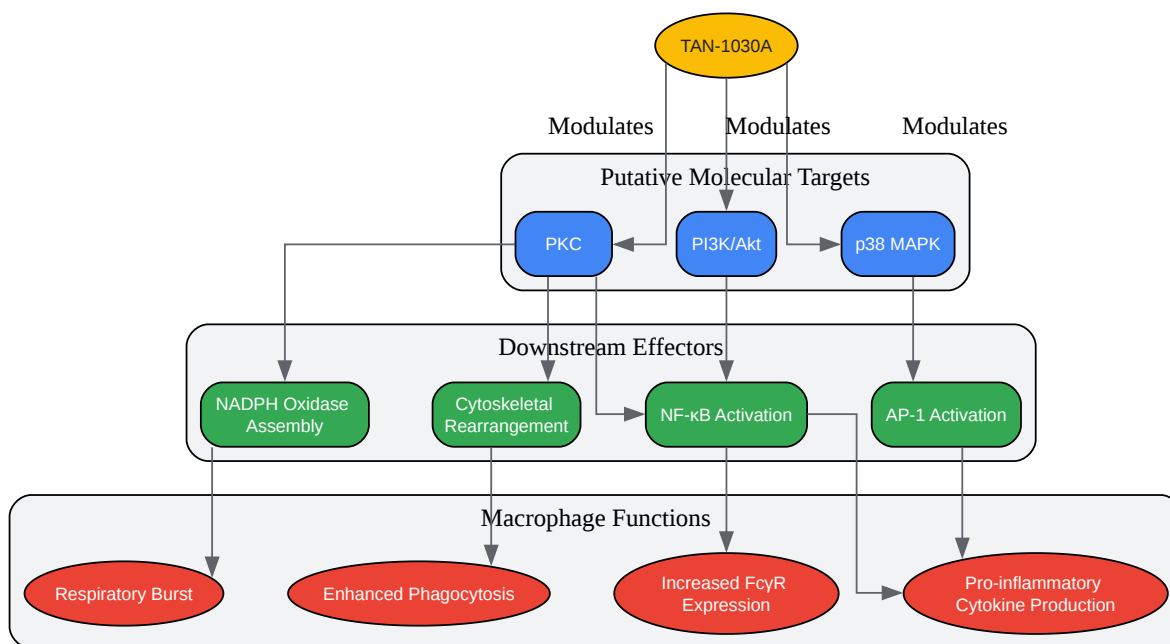 TAN-1030A
Modulates
Modulates
Modulates
Putative Molecular Targets
PKC
PI3K/Akt
p38 MAPK
Downstream Effectors
NADPH Oxidase
Assembly
Cytoskeletal
Rearrangement
NF-κB Activation
AP-1 Activation
Macrophage Functions
Respiratory Burst
Enhanced Phagocytosis
Increased FcγR
Expression
Pro-inflammatory
Cytokine Production